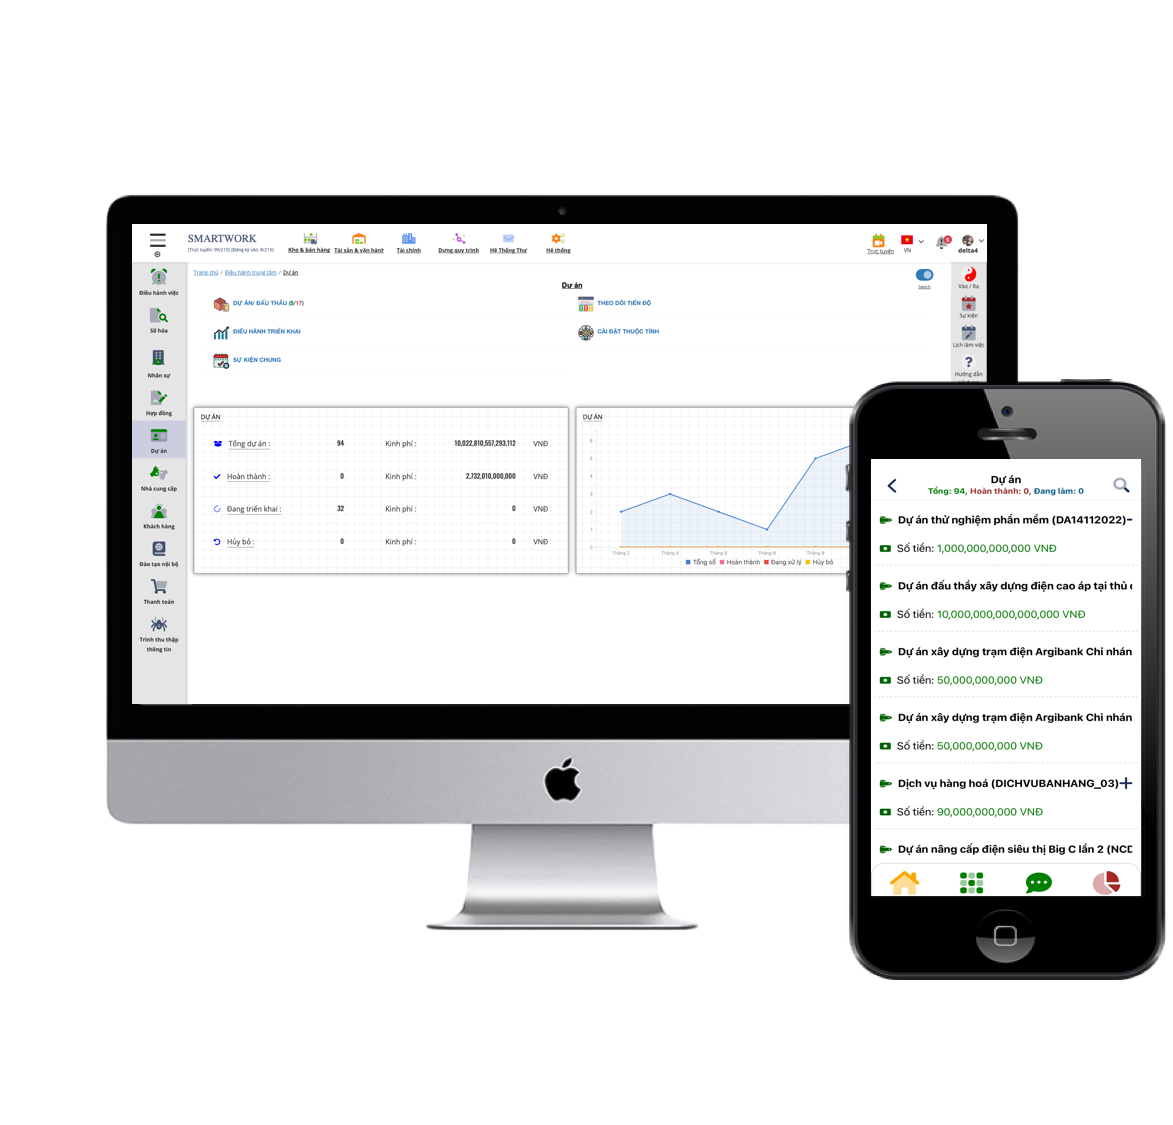 SMARTWORK
[Trực tuyến: 99/215] [Đăng ký vào: 8/215]
Kho & bán hàng
Tài sản & vận hành
Tài chính
Dựng quy trình
Hệ Thống Thư
Hệ thống
Trực tuyến
VN
5
delta4
Trang chủ / Điều hành trung tâm / Dự án
Dự án
Switch
Điều hành việc
Số hóa
Nhân sự
Hợp đồng
Dự án
Nhà cung cấp
Khách hàng
Đào tạo nội bộ
Thanh toán
Trình thu thập
thông tin
DỰ ÁN/ ĐẤU THẦU (5/17)
THEO DÕI TIẾN ĐỘ
ĐIỀU HÀNH TRIỂN KHAI
CÀI ĐẶT THUỘC TÍNH
SỰ KIỆN CHUNG
Vào / Ra
Sự kiện
Lịch làm việc
Hướng dẫn
DỰ ÁN
Tổng dự án : 94 Kinh phí : 10,022,810,557,293,112 VNĐ
Hoàn thành : 0 Kinh phí : 2,732,010,000,000 VNĐ
Đang triển khai : 32 Kinh phí : 0 VNĐ
Hủy bỏ : 0 Kinh phí : 0 VNĐ
DỰ ÁN
6
5
4
3
2
1
0
Tháng 2
Tháng 5
Tháng 6
Tháng 8
Tháng 9
Tổng số Hoàn thành Đang xử lý Hủy bỏ
Dự án
Tổng: 94, Hoàn thành: 0, Đang làm: 0
Dự án thử nghiệm phần mềm (DA14112022)
Số tiền: 1,000,000,000,000 VNĐ
Dự án đấu thầy xây dựng điện cao áp tại thủ
Số tiền: 10,000,000,000,000,000 VNĐ
Dự án xây dựng trạm điện Argibank Chi nhán
Số tiền: 50,000,000,000 VNĐ
Dự án xây dựng trạm điện Argibank Chi nhán
Số tiền: 50,000,000,000 VNĐ
Dịch vụ hàng hoá (DICHVUBANHANG_03)
Số tiền: 90,000,000,000 VNĐ
Dự án nâng cấp điện siêu thị Big C lần 2 (NCĐ